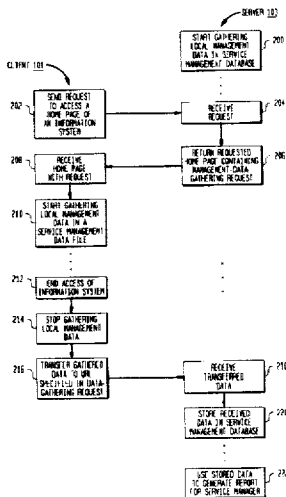 SERVER 103
START GATHERING
LOCAL MANAGEMENT
DATA IN SERVICE
MANAGEMENT DATABASE
200
CLIENT 101
SEND REQUEST
TO ACCESS A
HOME PAGE OF
AN INFORMATION
SYSTEM
202
RECEIVE
REQUEST
204
RETURN REQUESTED
HOME PAGE CONTAINING
MANAGEMENT-DATA-
GATHERING REQUEST
206
208
RECEIVE
HOME PAGE
WITH REQUEST
210
START GATHERING
LOCAL MANAGEMENT
DATA IN A
SERVICE MANAGEMENT
DATA FILE
212
END ACCESS OF
INFORMATION SYSTEM
214
STOP GATHERING
LOCAL MANAGEMENT
DATA
216
TRANSFER GATHERED
DATA TO URL
SPECIFIED IN DATA-
GATHERING REQUEST
RECEIVE
TRANSFERRED
DATA
STORE RECEIVED
DATA IN SERVICE
MANAGEMENT DATABASE
USE STORED DATA
TO GENERATE REPORT
FOR SERVICE MANAGER